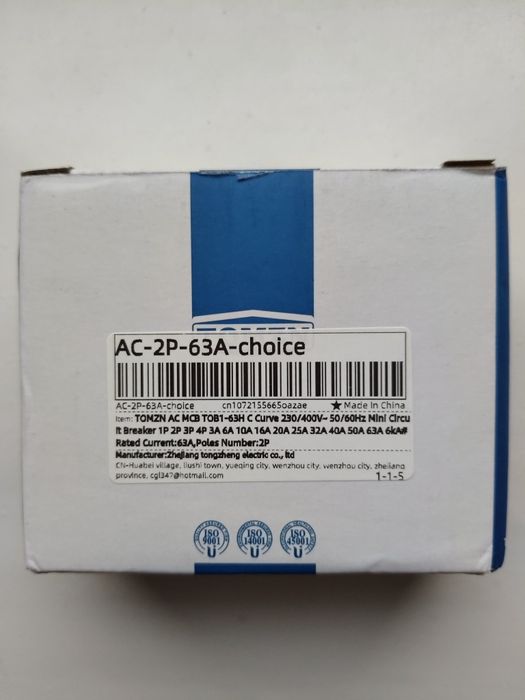 TOMZN
AC-2P-63A-choice
AC-2P-63A-choice cn1072155665oazae ★Made In China
Item: TOMZN AC MCB TOB1-63H C Curve 230/400V~ 50/60Hz Mini Circu
it Breaker 1P 2P 3P 4P 3A 6A 10A 16A 20A 25A 32A 40A 50A 63A 6kA#
Rated Current:63A,Poles Number:2P
Manufacturer:Zhejiang tongzheng electric co., ltd
CN-Huabei village, liushi town, yueqing city, wenzhou city, wenzhou city, zhejiang
province, cgl34?@hotmail.com
1-1-S
ISO 9001 ISO 14001 ISO 45001